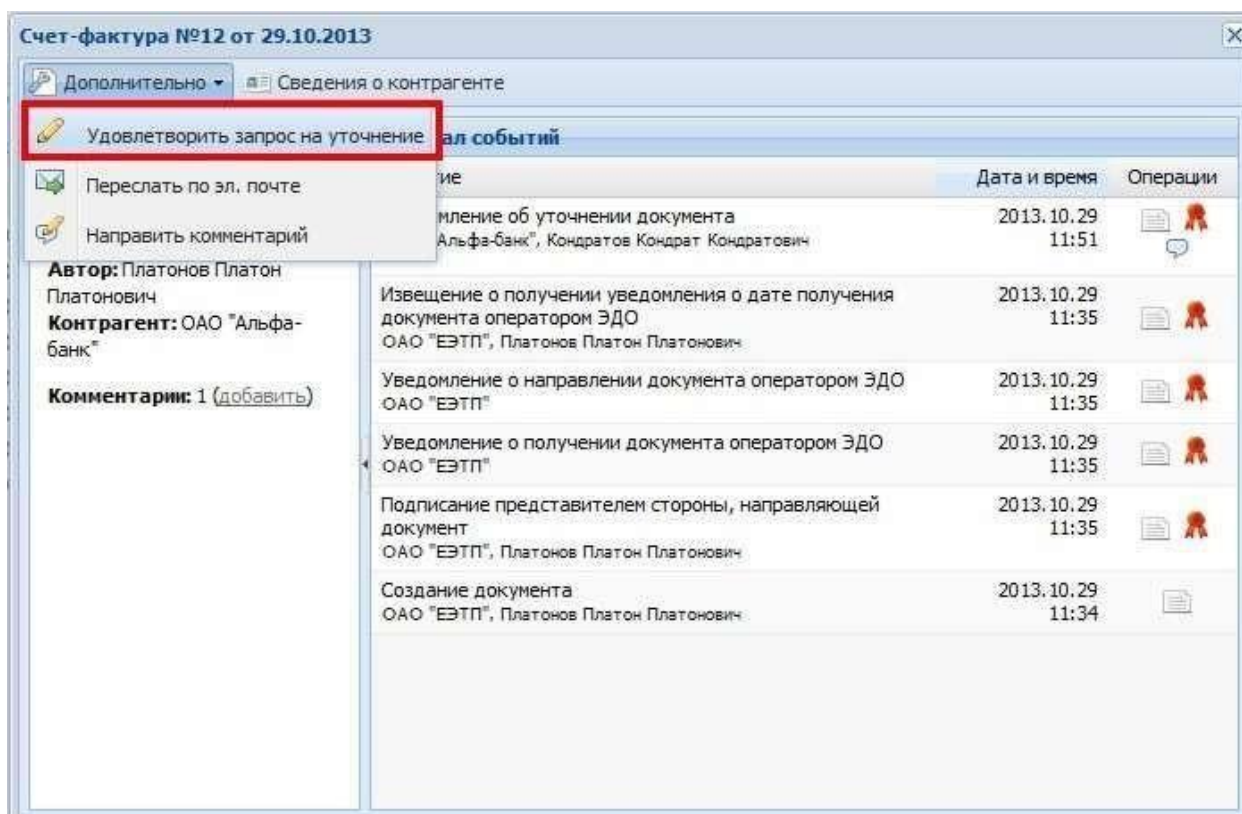 Счет-фактура №12 от 29.10.2013
Дополнительно Сведения о контрагенте
Удовлетворить запрос на уточнение
Переслать по эл. почте
Направить комментарий
Автор: Платонов Платон
Платонович
Контрагент: ОАО "Альфа-
банк"
Комментарии: 1 (добавить)
ал событий
ие Дата и время Операции
мление об уточнении документа 2013.10.29
Альфа-банк", Кондратов Кондрат Кондратович 11:51
Извещение о получении уведомления о дате получения 2013.10.29
документа оператором ЭДО 11:35
ОАО "ЕЭТП", Платонов Платон Платонович
Уведомление о направлении документа оператором ЭДО 2013.10.29
ОАО "ЕЭТП" 11:35
Уведомление о получении документа оператором ЭДО 2013.10.29
ОАО "ЕЭТП" 11:35
Подписание представителем стороны, направляющей 2013.10.29
документ 11:35
ОАО "ЕЭТП", Платонов Платон Платонович
Создание документа 2013.10.29
ОАО "ЕЭТП", Платонов Платон Платонович 11:34